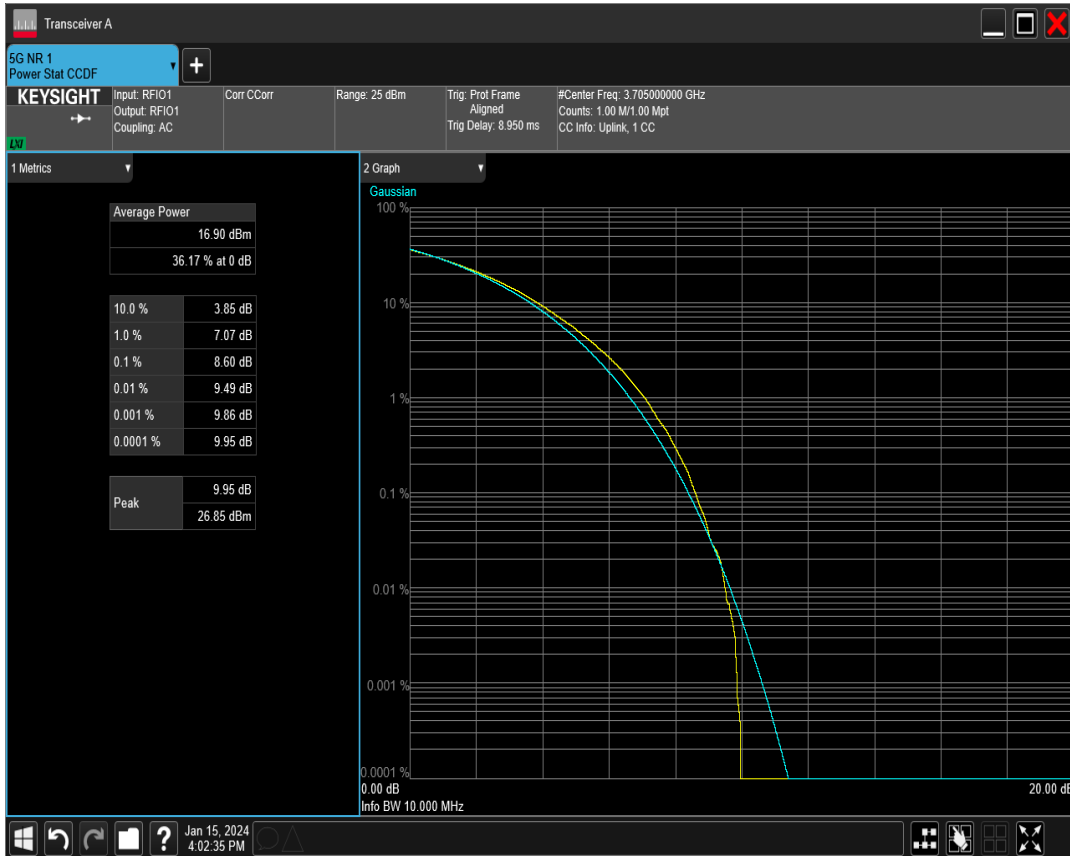 Transceiver A
5G NR 1
Power Stat CCDF
+
KEYSIGHT
LXI
Input: RFIO1
Output: RFIO1
Coupling: AC
Corr CCorr
Range: 25 dBm
Trig: Prot Frame
Aligned
Trig Delay: 8.950 ms
#Center Freq: 3.705000000 GHz
Counts: 1.00 M/1.00 Mpt
CC Info: Uplink, 1 CC
1 Metrics
Average Power
16.90 dBm
36.17 % at 0 dB
10.0 % 3.85 dB
1.0 % 7.07 dB
0.1 % 8.60 dB
0.01 % 9.49 dB
0.001 % 9.86 dB
0.0001 % 9.95 dB
Peak
9.95 dB
26.85 dBm
2 Graph
Gaussian
100 %
10 %
1 %
0.1 %
0.01 %
0.001 %
0.0001 %
0.00 dB 20.00 dB
Info BW 10.000 MHz
?
Jan 15, 2024
4:02:35 PM